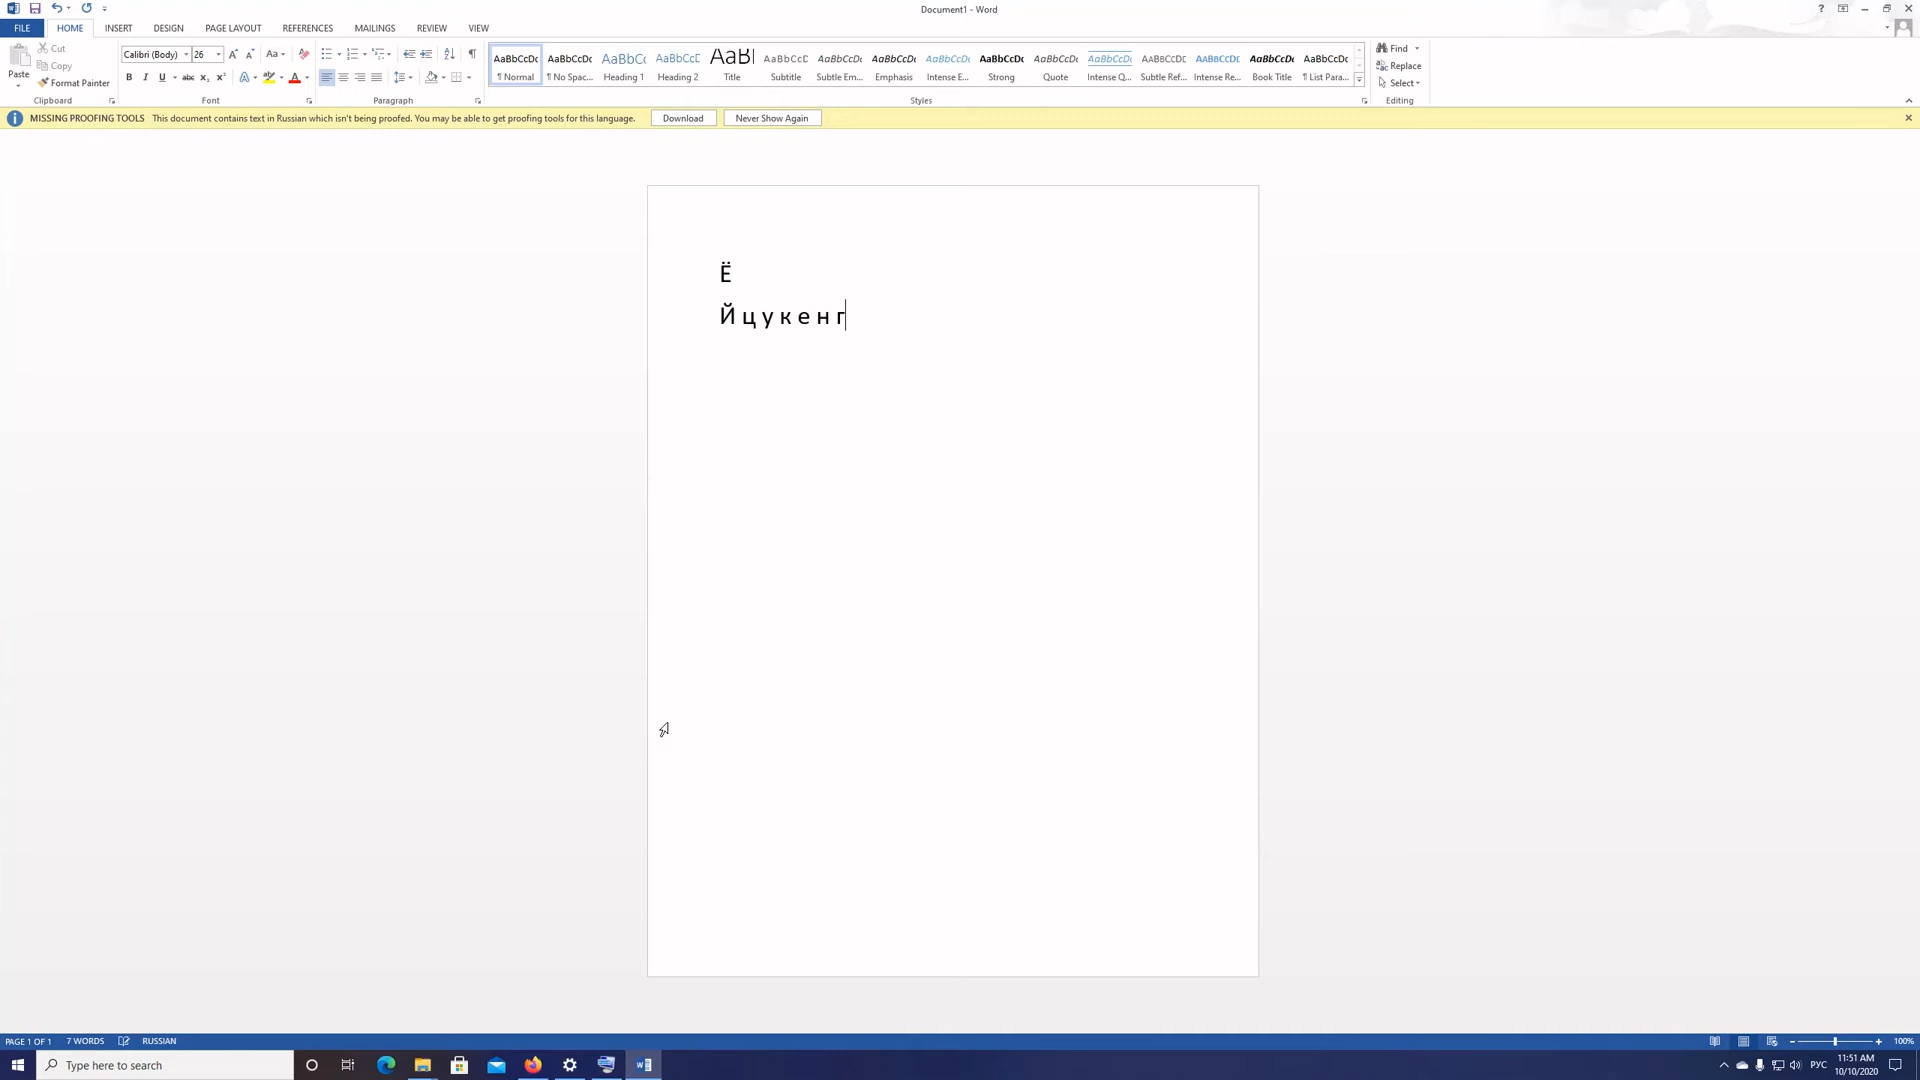 Document1 - Word
FILE HOME INSERT DESIGN PAGE LAYOUT REFERENCES MAILINGS REVIEW VIEW
Cut
Copy
Format Painter
Paste
Clipboard
Calibri (Body) 26
Font
Paragraph
AaBbCcDc AaBbCcDc AaBbCc AaBbCcD AaBl AaBbCcD AaBbCcDc AaBbCcDc AaBbCcDc AaBbCcDc AaBbCcDc AaBbCcDc AaBbCcDc AaBbCcDc AaBbCcDc AaBbCcDc
¶ Normal ¶ No Spac... Heading 1 Heading 2 Title Subtitle Subtle Em... Emphasis Intense E... Strong Quote Intense Q... Subtle Ref... Intense Re... Book Title ¶ List Para...
Styles
Find
Replace
Select
Editing
MISSING PROOFING TOOLS This document contains text in Russian which isn't being proofed. You may be able to get proofing tools for this language. Download Never Show Again
Ё
Й ц у к е н г
PAGE 1 OF 1 7 WORDS RUSSIAN 100%
Type here to search
РУС
11:51 AM
10/10/2020